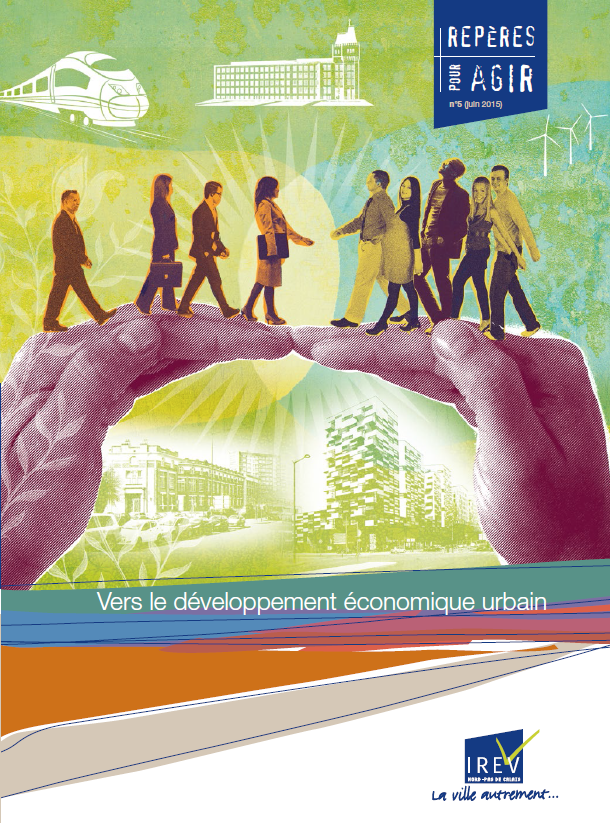 REPÈRES
POUR AGIR
n°5 (juin 2015)
Vers le développement économique urbain
IREV
NORD-PAS DE CALAIS
La ville autrement...